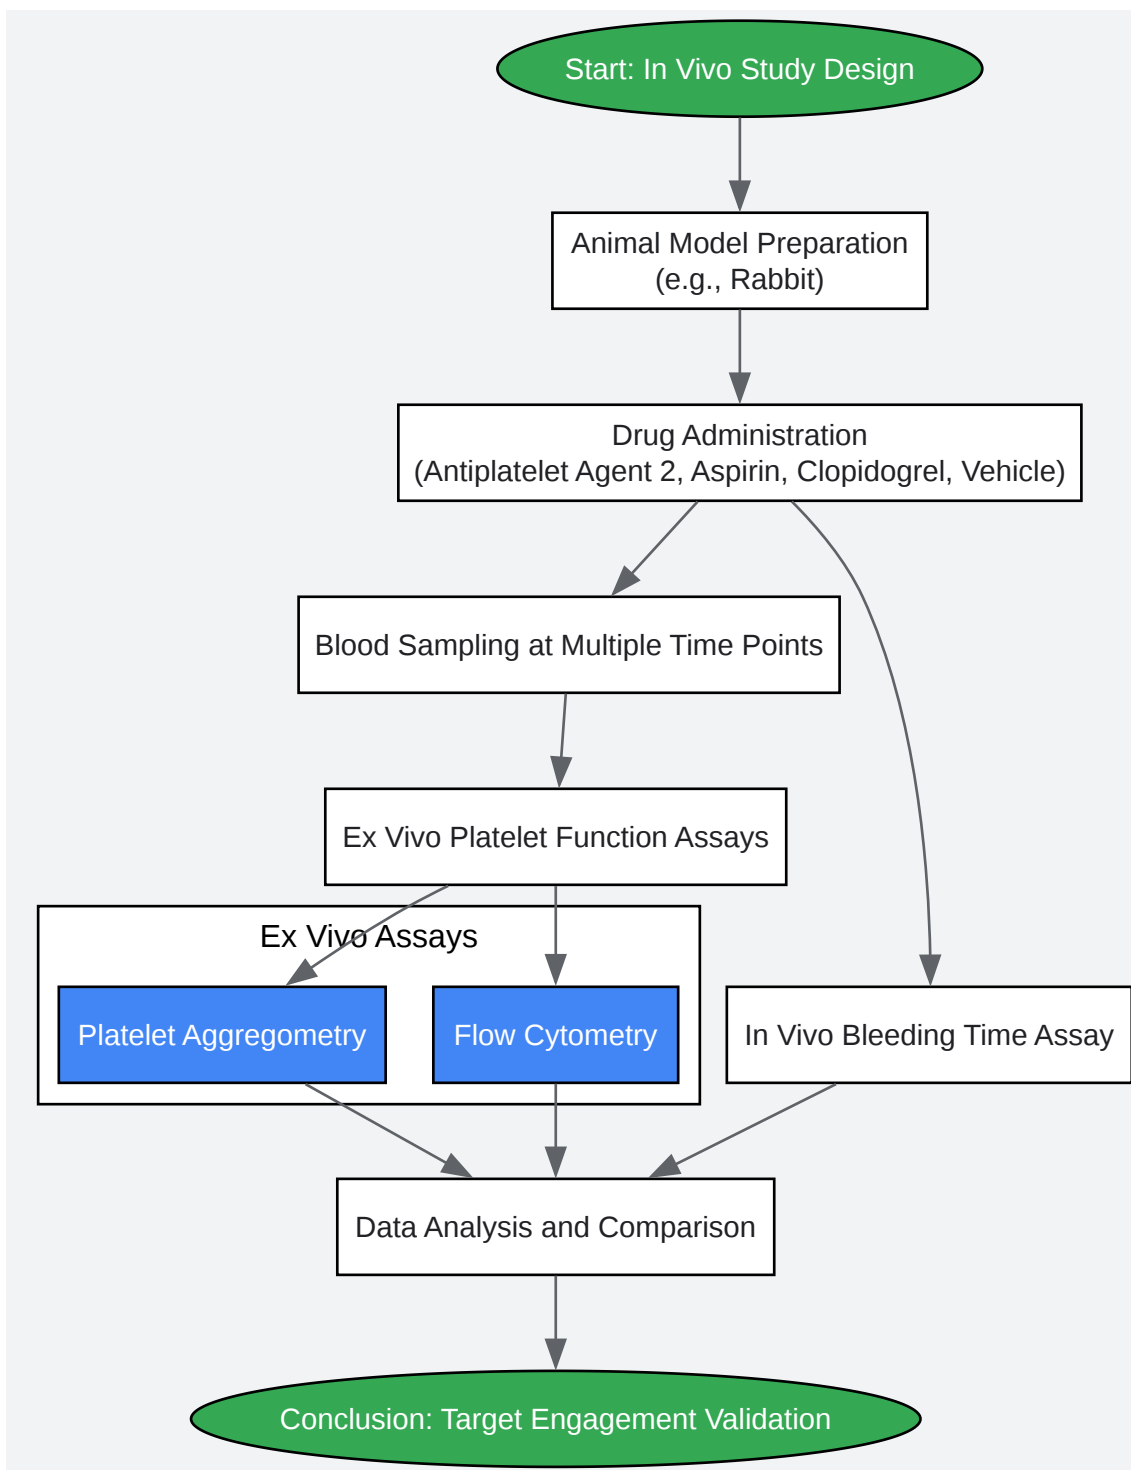 Start: In Vivo Study Design
Animal Model Preparation
(e.g., Rabbit)
Drug Administration
(Antiplatelet Agent 2, Aspirin, Clopidogrel, Vehicle)
Blood Sampling at Multiple Time Points
Ex Vivo Platelet Function Assays
Ex Vivo Assays
Platelet Aggregometry
Flow Cytometry
In Vivo Bleeding Time Assay
Data Analysis and Comparison
Conclusion: Target Engagement Validation